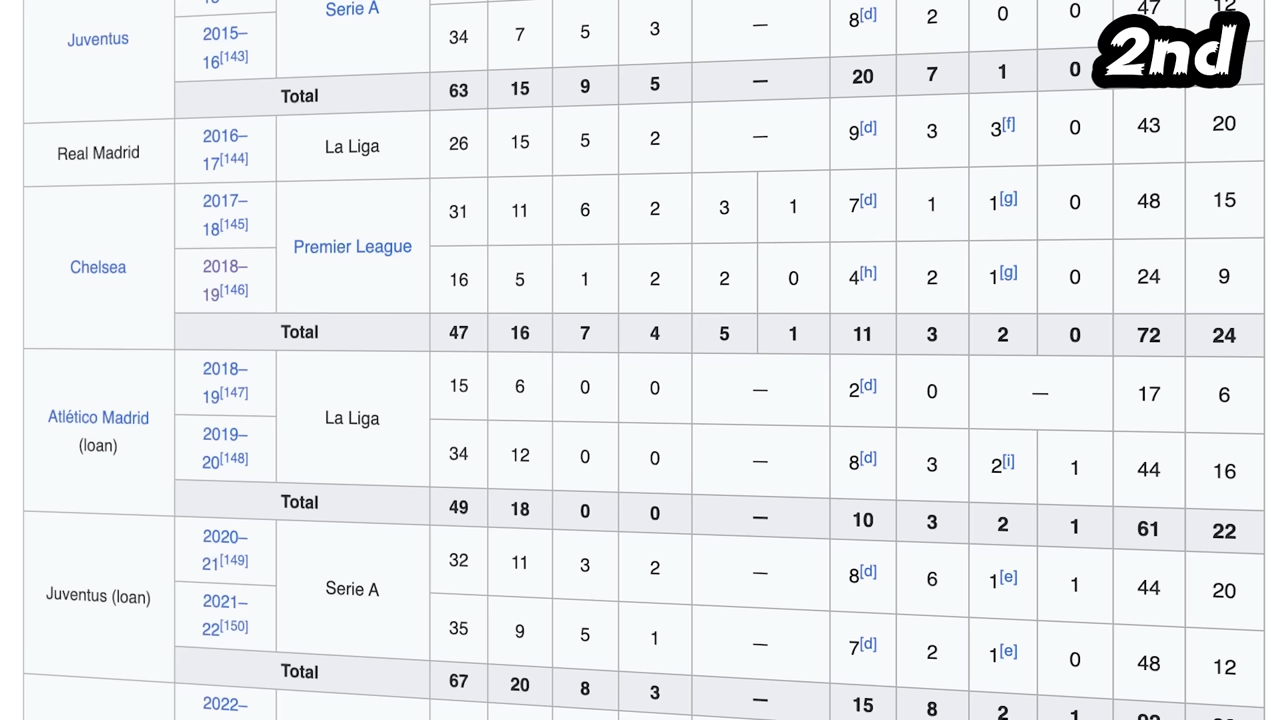 Serie A 47 12
Juventus 2015–16[143] 34 7 5 3 — 8[d] 2 0 0
2nd
Total 63 15 9 5 — 20 7 1 0
Real Madrid 2016–17[144] La Liga 26 15 5 2 — 9[d] 3 3[f] 0 43 20
Chelsea 2017–18[145] Premier League 31 11 6 2 3 1 7[d] 1 1[g] 0 48 15
2018–19[146] 16 5 1 2 2 0 4[h] 2 1[g] 0 24 9
Total 47 16 7 4 5 1 11 3 2 0 72 24
Atlético Madrid (loan) 2018–19[147] La Liga 15 6 0 0 — 2[d] 0 — 17 6
2019–20[148] 34 12 0 0 — 8[d] 3 2[i] 1 44 16
Total 49 18 0 0 — 10 3 2 1 61 22
Juventus (loan) 2020–21[149] Serie A 32 11 3 2 — 8[d] 6 1[e] 1 44 20
2021–22[150] 35 9 5 1 — 7[d] 2 1[e] 0 48 12
Total 67 20 8 3 — 15 8 2 1
2022–